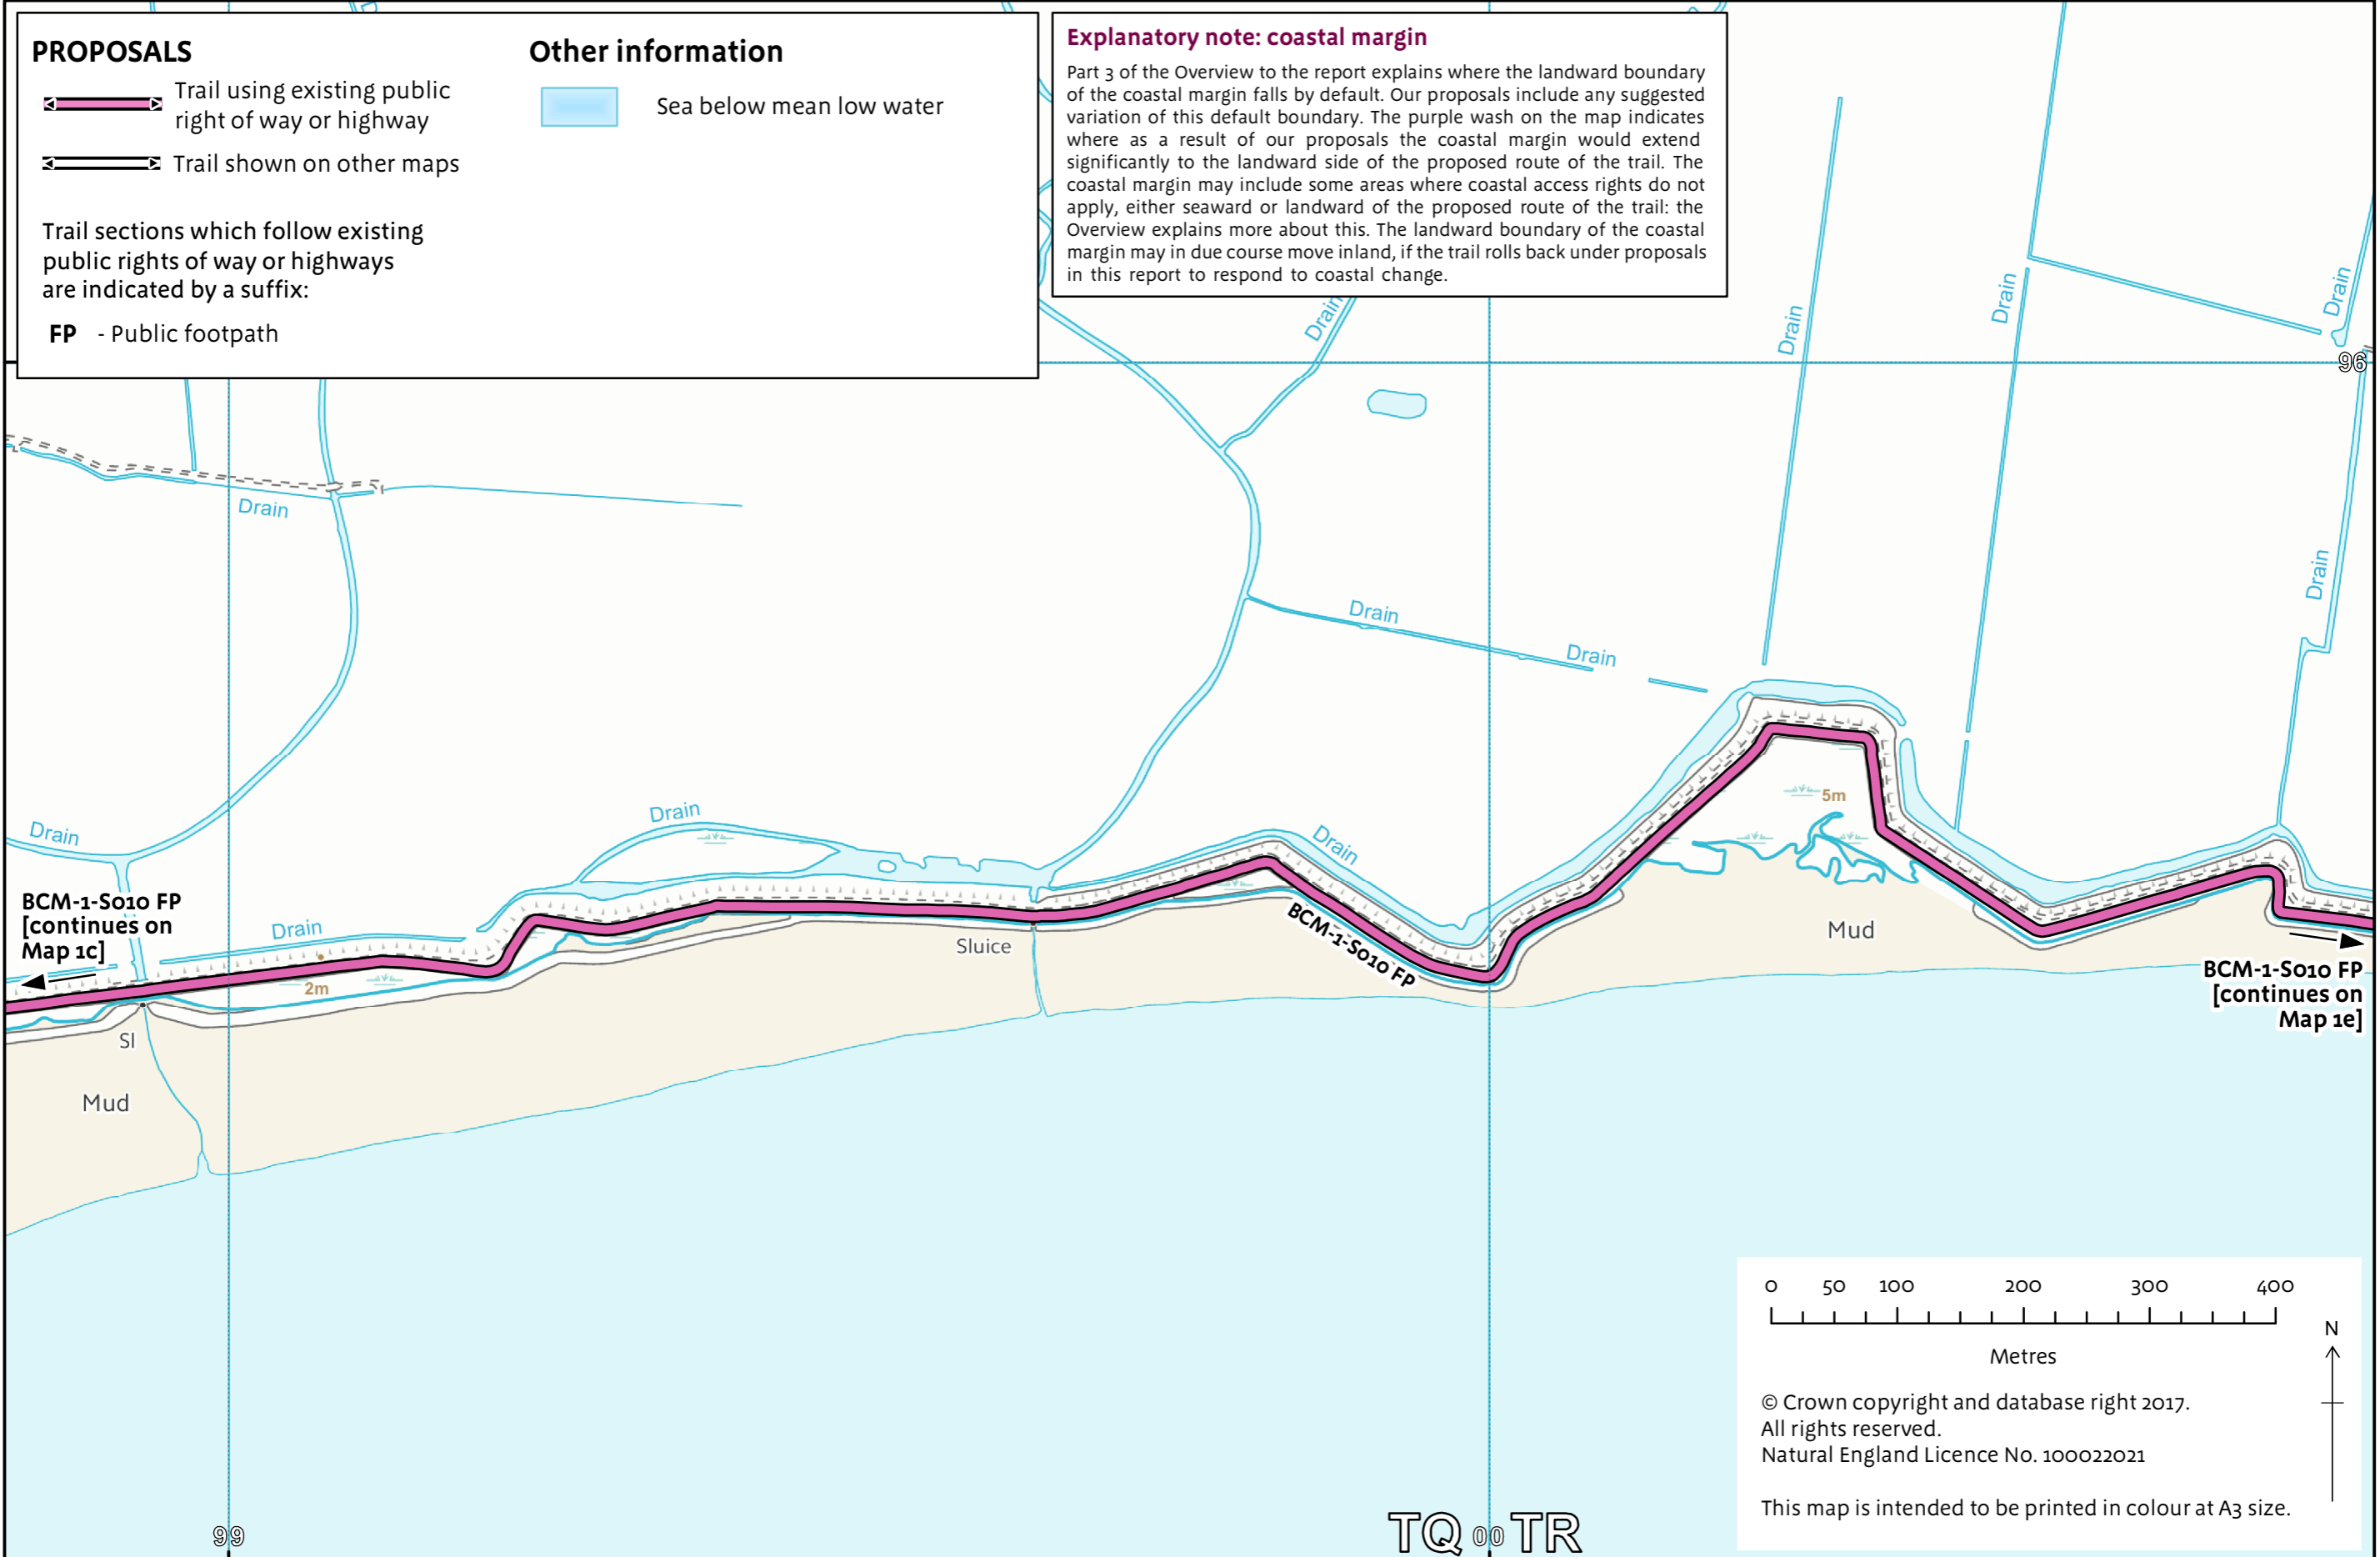 PROPOSALS
Trail using existing public
right of way or highway
Trail shown on other maps
Trail sections which follow existing
public rights of way or highways
are indicated by a suffix:
FP - Public footpath
Other information
Sea below mean low water
Explanatory note: coastal margin
Part 3 of the Overview to the report explains where the landward boundary
of the coastal margin falls by default. Our proposals include any suggested
variation of this default boundary. The purple wash on the map indicates
where as a result of our proposals the coastal margin would extend
significantly to the landward side of the proposed route of the trail. The
coastal margin may include some areas where coastal access rights do not
apply, either seaward or landward of the proposed route of the trail: the
Overview explains more about this. The landward boundary of the coastal
margin may in due course move inland, if the trail rolls back under proposals
in this report to respond to coastal change.
Drain
Drain
Drain
Drain
96
Drain
Drain
Drain
Drain
Drain
Drain
Drain
5m
BCM-1-S010 FP
[continues on
Map 1c]
Drain
2m
Sluice
BCM-1-S010 FP
Mud
BCM-1-S010 FP
[continues on
Map 1e]
Sl
Mud
0 50 100 200 300 400
Metres
N
© Crown copyright and database right 2017.
All rights reserved.
Natural England Licence No. 100022021
This map is intended to be printed in colour at A3 size.
99
TQ 00 TR